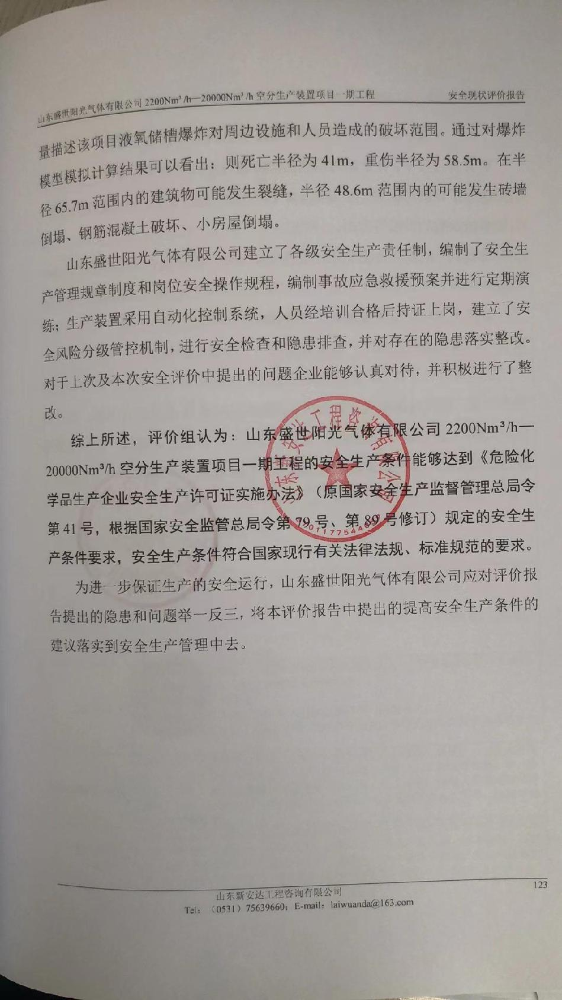 山东盛世阳光气体有限公司 2200Nm³/h—20000Nm³/h 空分生产装置项目一期工程 安全现状评价报告
量描述该项目液氧储槽爆炸对周边设施和人员造成的破坏范围。通过对爆炸
模型模拟计算结果可以看出：则死亡半径为 41m，重伤半径为 58.5m。在半
径 65.7m 范围内的建筑物可能发生裂缝，半径 48.6m 范围内的可能发生砖墙
倒塌、钢筋混凝土破坏、小房屋倒塌。
山东盛世阳光气体有限公司建立了各级安全生产责任制，编制了安全生
产管理规章制度和岗位安全操作规程，编制事故应急救援预案并进行定期演
练；生产装置采用自动化控制系统，人员经培训合格后持证上岗，建立了安
全风险分级管控机制，进行安全检查和隐患排查，并对存在的隐患落实整改。
对于上次及本次安全评价中提出的问题企业能够认真对待，并积极进行了整
改。
综上所述，评价组认为：山东盛世阳光气体有限公司 2200Nm³/h—
20000Nm³/h 空分生产装置项目一期工程的安全生产条件能够达到《危险化
学品生产企业安全生产许可证实施办法》（原国家安全生产监督管理总局令
第 41 号，根据国家安全监管总局令第 79 号、第 89 号修订）规定的安全生
产条件要求，安全生产条件符合国家现行有关法律法规、标准规范的要求。
为进一步保证生产的安全运行，山东盛世阳光气体有限公司应对评价报
告提出的隐患和问题举一反三，将本评价报告中提出的提高安全生产条件的
建议落实到安全生产管理中去。
山东新安达工程咨询有限公司
123
山东新安达工程咨询有限公司
Tel：（0531）75639660；E-mail：laiwuanda@163.com